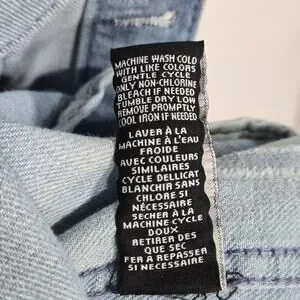 MACHINE WASH COLD
WITH LIKE COLORS
GENTLE CYCLE
ONLY NON-CHLORINE
BLEACH IF NEEDED
TUMBLE DRY LOW
REMOVE PROMPTLY
COOL IRON IF NEEDED
LAVER À LA
MACHINE À L'EAU
FROIDE
AVEC COULEURS
SIMILAIRES
CYCLE DELLICAT
BLANCHIR SANS
CHLORE SI
NÉCESSAIRE
SECHER À LA
MACHINE CYCLE
DOUX
RETIRER DES
QUE SEC
FER A REPASSER
SI NECESSAIRE